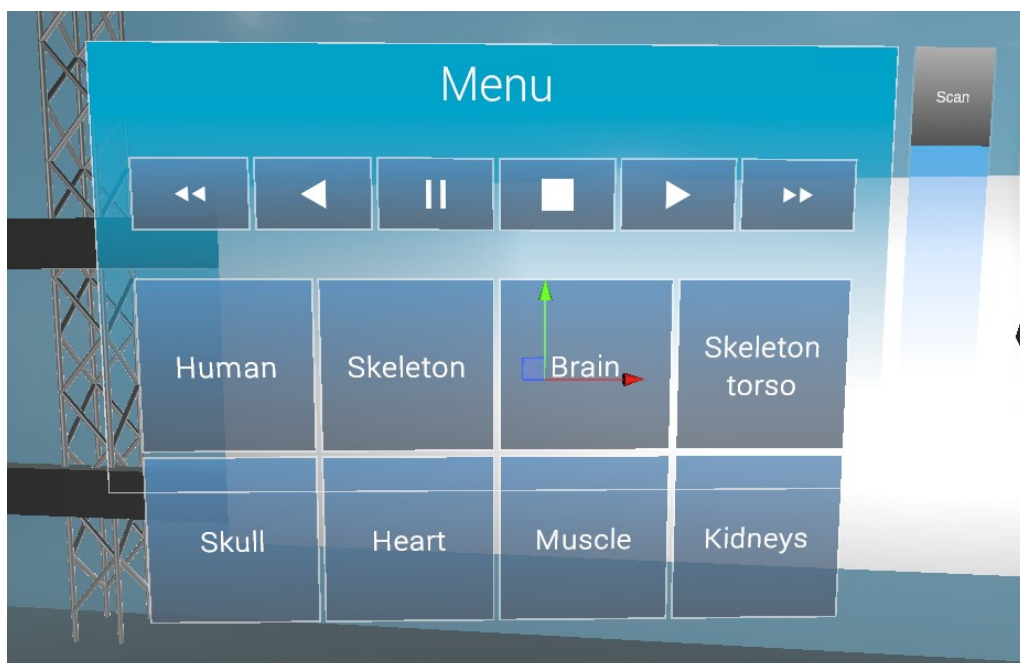 Menu
Scan
Human
Skeleton
Brain
Skeleton
torso
Skull
Heart
Muscle
Kidneys